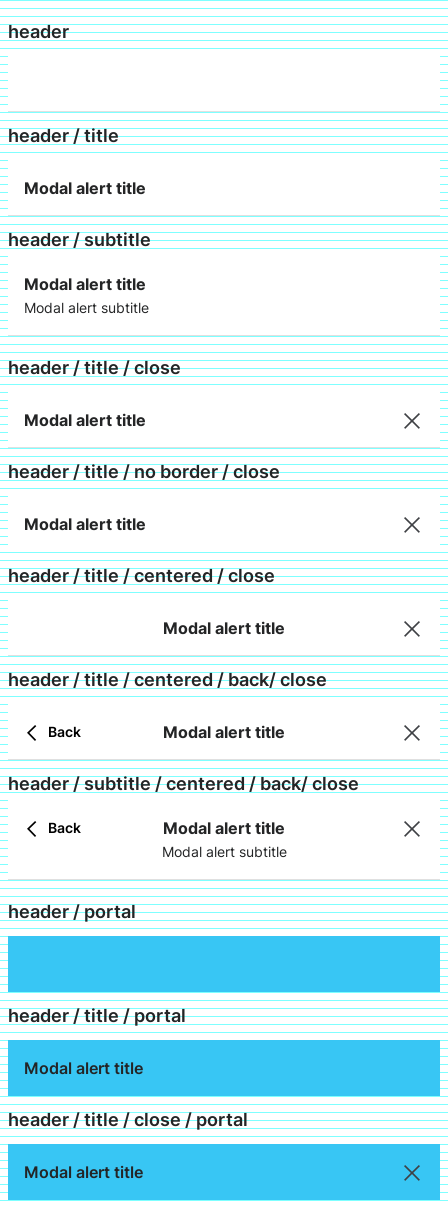 header
header / title
Modal alert title
header / subtitle
Modal alert title
Modal alert subtitle
header / title / close
Modal alert title
header / title / no border / close
Modal alert title
header / title / centered / close
Modal alert title
header / title / centered / back/ close
Back Modal alert title
header / subtitle / centered / back/ close
Back Modal alert title
Modal alert subtitle
header / portal
header / title / portal
Modal alert title
header / title / close / portal
Modal alert title